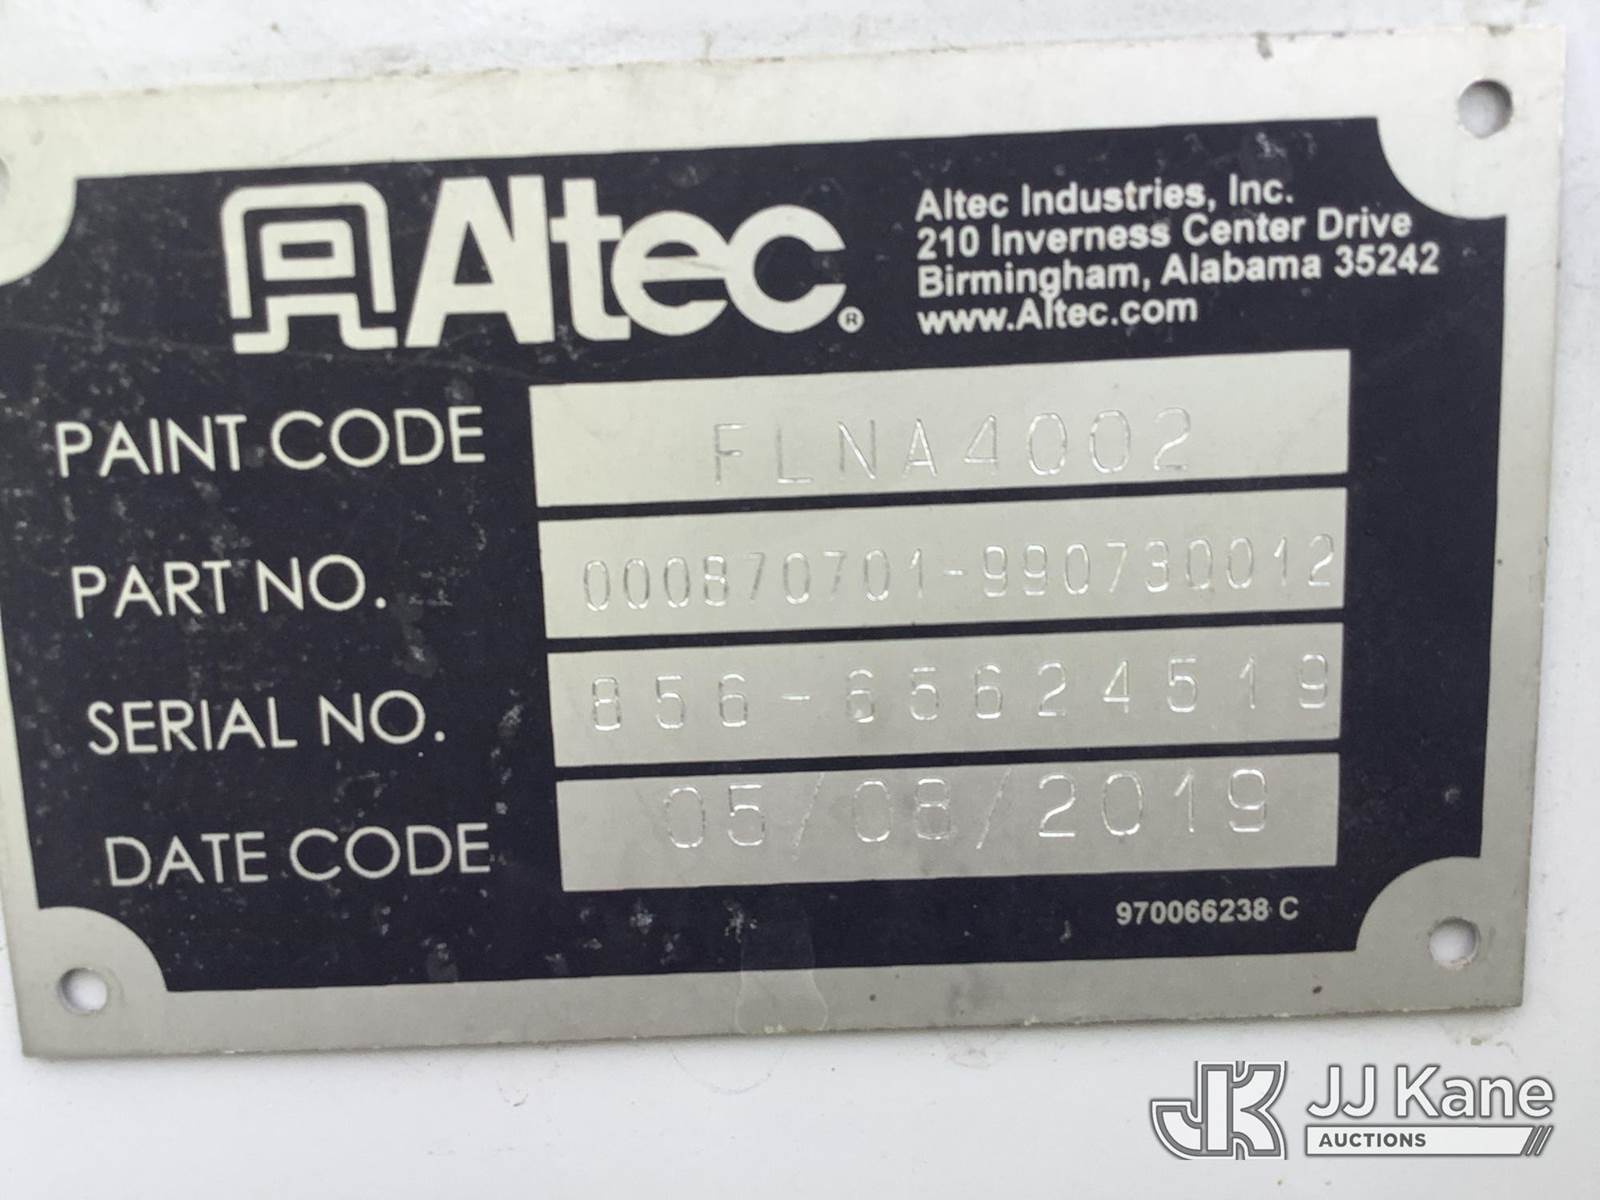 Altec®
Altec Industries, Inc.
210 Inverness Center Drive
Birmingham, Alabama 35242
www.Altec.com
PAINT CODE FLNA4002
PART NO. 000870701-990730012
SERIAL NO. 856-65624519
DATE CODE 05/08/2019
970066238 C
JK JJ Kane
AUCTIONS